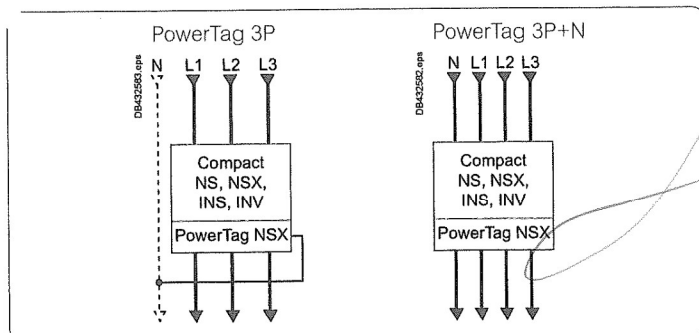 PowerTag 3P
PowerTag 3P+N
DB432583.eps
N L1 L2 L3
Compact
NS, NSX,
INS, INV
PowerTag NSX
DB432582.eps
N L1 L2 L3
Compact
NS, NSX,
INS, INV
PowerTag NSX